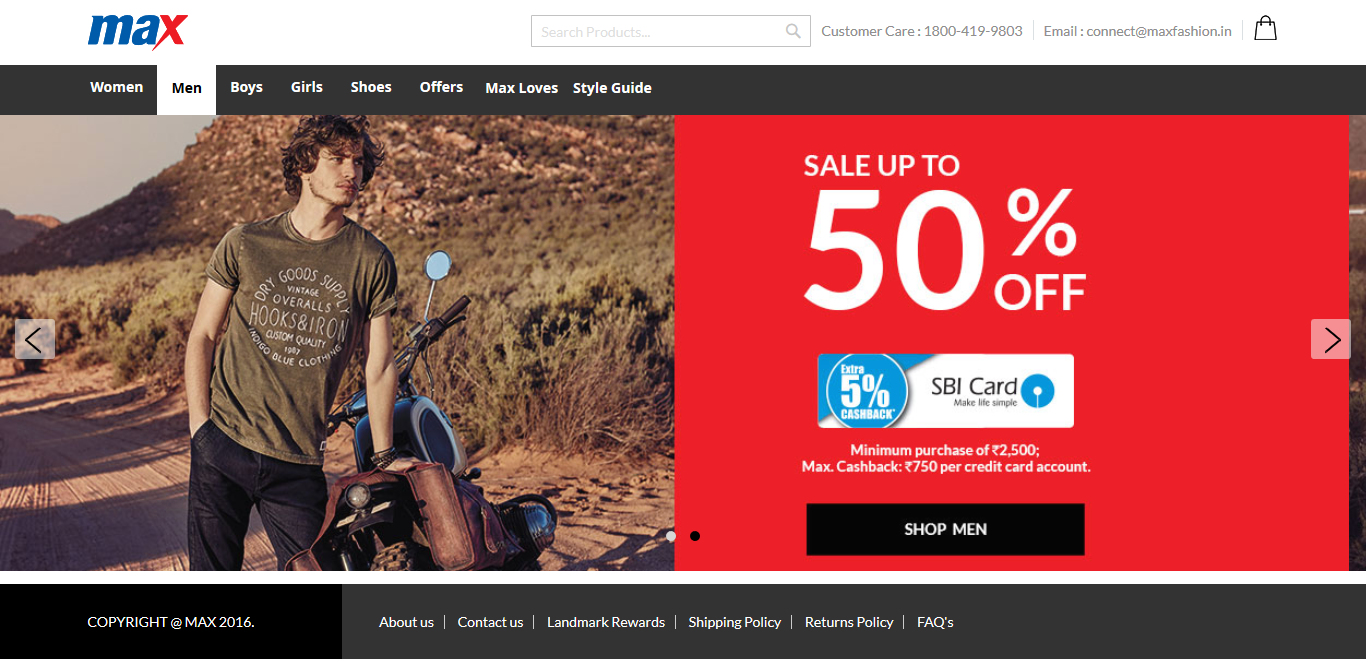 max
Search Products...
Customer Care : 1800-419-9803
Email : connect@maxfashion.in
Women
Men
Boys
Girls
Shoes
Offers
Max Loves
Style Guide
DRY GOODS SUPPLY
VINTAGE
OVERALLS
HOOKS&IRON
CUSTOM QUALITY
1987
INDIGO BLUE CLOTHING
SALE UP TO
50%
OFF
Extra
5%
CASHBACK*
SBI Card
Make life simple
Minimum purchase of ₹2,500;
Max. Cashback: ₹750 per credit card account.
SHOP MEN
COPYRIGHT @ MAX 2016.
About us
Contact us
Landmark Rewards
Shipping Policy
Returns Policy
FAQ's